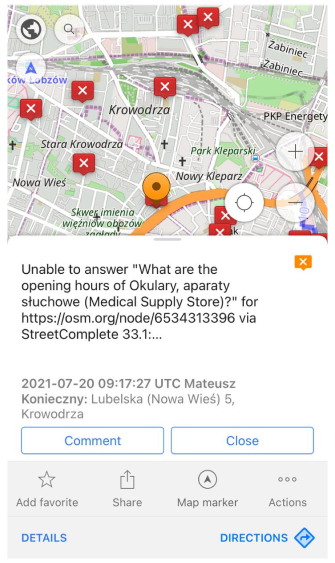 Żabiniec
Żabiniec
ków Łobzów
PKP Energety
Krowodrza
Stara Krowodrza
Park Kleparski
Nowa Wieś
Nowy Kleparz
Skwer imienia
więźniów obozów
zagłady
Unable to answer "What are the
opening hours of Okulary, aparaty
słuchowe (Medical Supply Store)?" for
https://osm.org/node/6534313396 via
StreetComplete 33.1:...
2021-07-20 09:17:27 UTC Mateusz
Konieczny: Lubelska (Nowa Wieś) 5,
Krowodrza
Comment
Close
Add favorite
Share
Map marker
Actions
DETAILS
DIRECTIONS